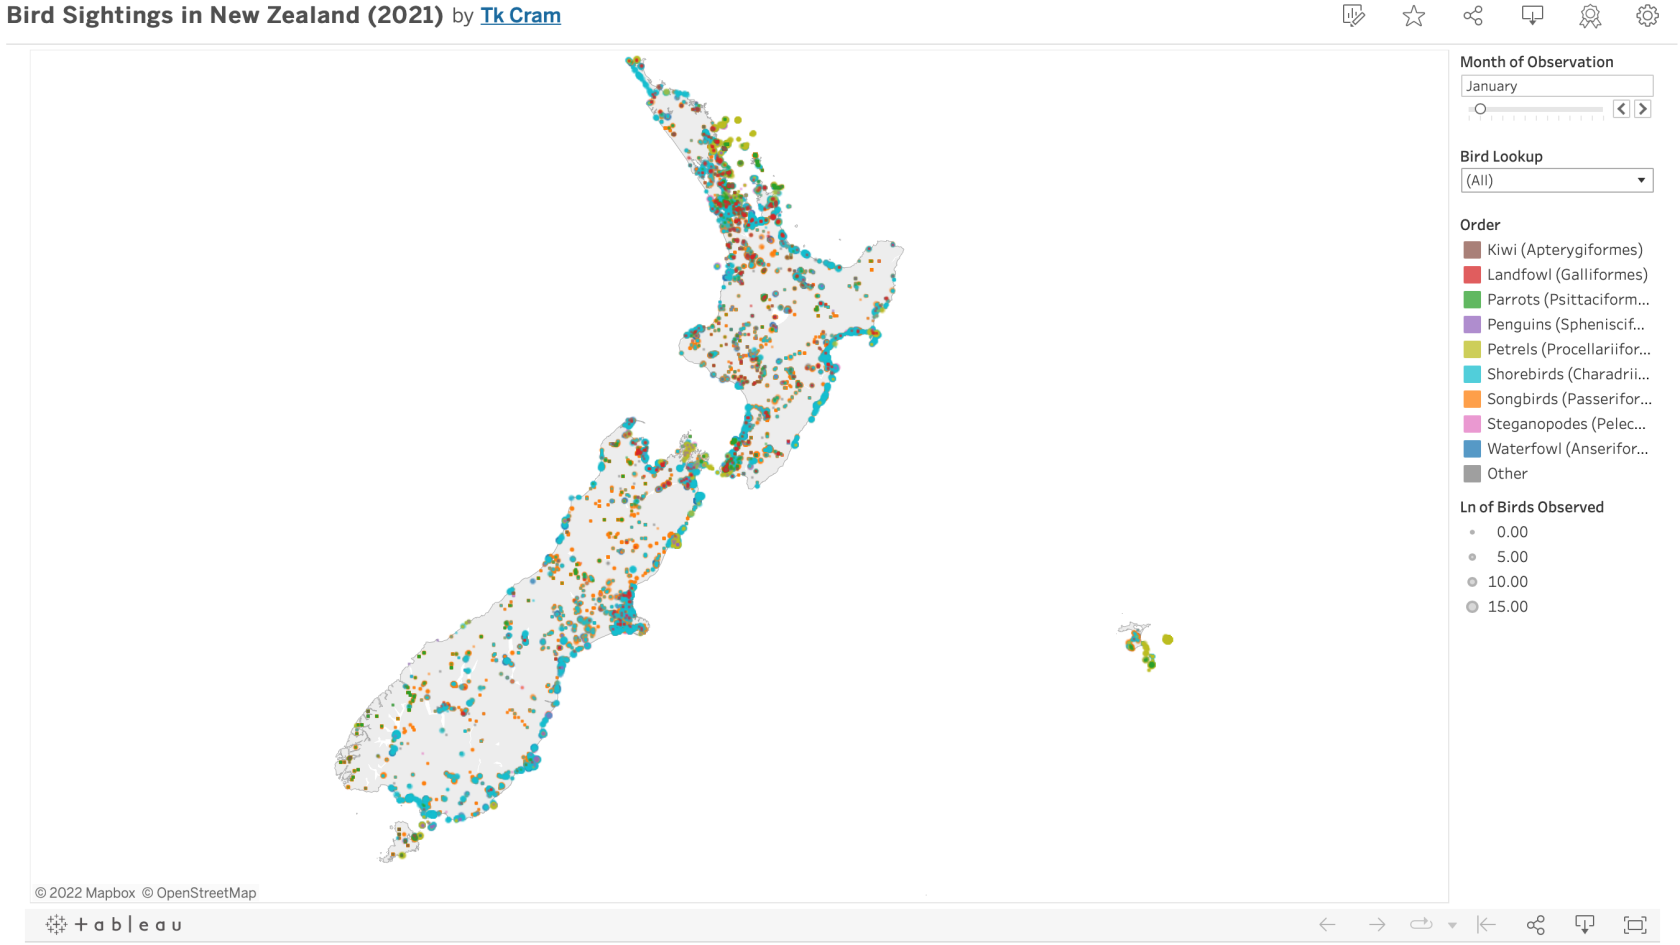 Bird Sightings in New Zealand (2021) by Tk Cram
Month of Observation
January
Bird Lookup
(All)
Order
Kiwi (Apterygiformes)
Landfowl (Galliformes)
Parrots (Psittaciform...
Penguins (Spheniscif...
Petrels (Procellariifor...
Shorebirds (Charadrii...
Songbirds (Passerifor...
Steganopodes (Pelec...
Waterfowl (Anserifor...
Other
Ln of Birds Observed
0.00
5.00
10.00
15.00
© 2022 Mapbox © OpenStreetMap
+ableau